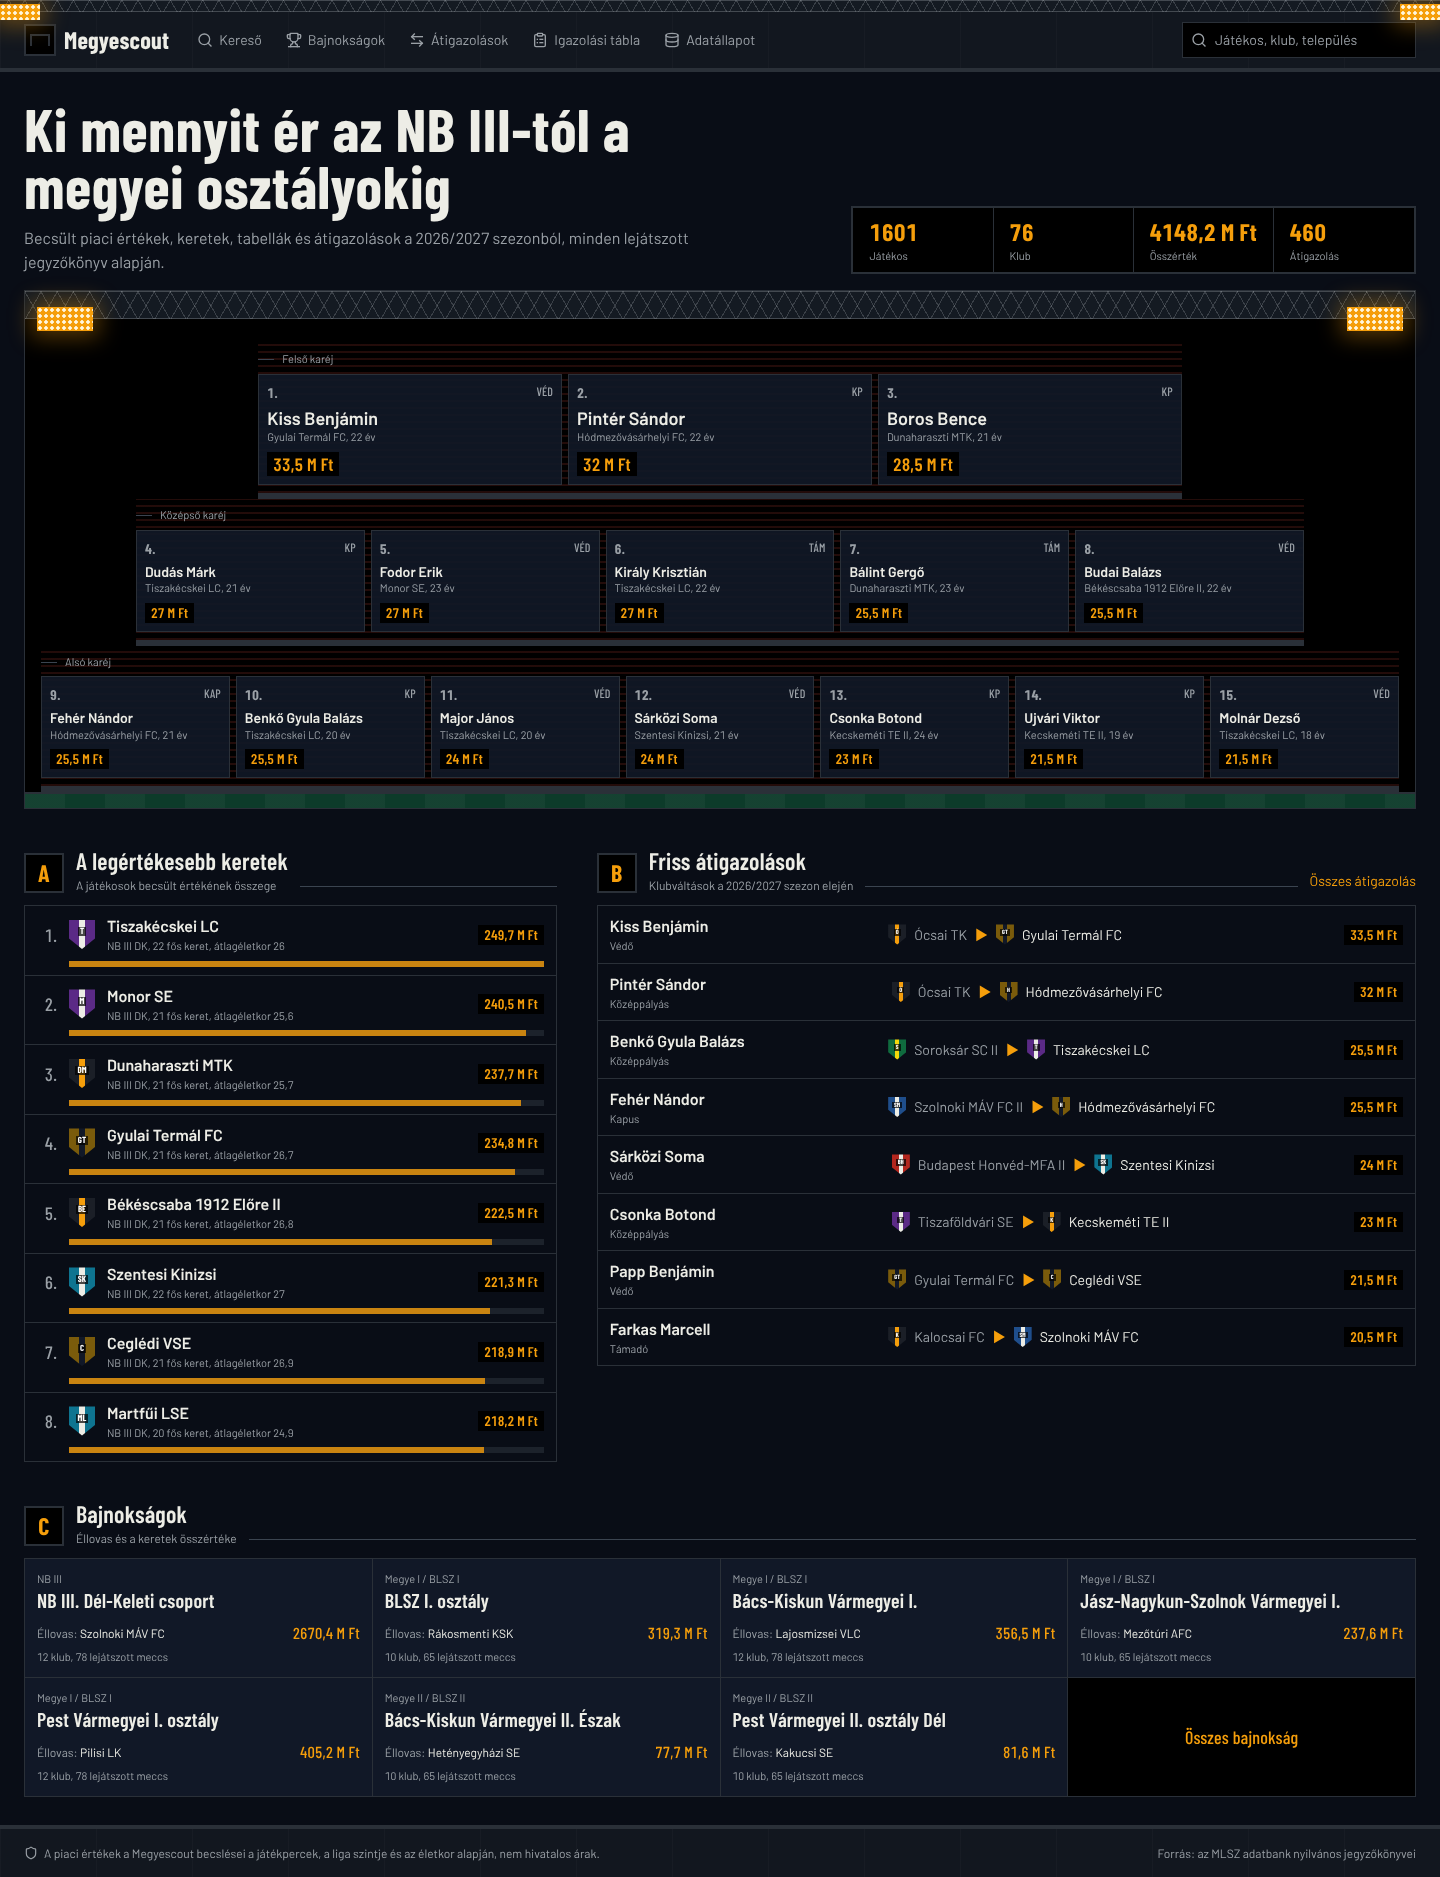 Megyescout
Kereső
Bajnokságok
Átigazolások
Igazolási tábla
Adatállapot
Játékos, klub, település
Ki mennyit ér az NB III-tól a
megyei osztályokig
Becsült piaci értékek, keretek, tabellák és átigazolások a 2026/2027 szezonból, minden lejátszott
jegyzőkönyv alapján.
1601
Játékos
76
Klub
4148,2 M Ft
Összérték
460
Átigazolás
Felső karéj
1. VÉD
Kiss Benjámin
Gyulai Termál FC, 22 év
33,5 M Ft
2. KP
Pintér Sándor
Hódmezővásárhelyi FC, 22 év
32 M Ft
3. KP
Boros Bence
Dunaharaszti MTK, 21 év
28,5 M Ft
Középső karéj
4. KP
Dudás Márk
Tiszakécskei LC, 21 év
27 M Ft
5. VÉD
Fodor Erik
Monor SE, 23 év
27 M Ft
6. TÁM
Király Krisztián
Tiszakécskei LC, 22 év
27 M Ft
7. TÁM
Bálint Gergő
Dunaharaszti MTK, 23 év
25,5 M Ft
8. VÉD
Budai Balázs
Békéscsaba 1912 Előre II, 22 év
25,5 M Ft
Alsó karéj
9. KAP
Fehér Nándor
Hódmezővásárhelyi FC, 21 év
25,5 M Ft
10. KP
Benkő Gyula Balázs
Tiszakécskei LC, 20 év
25,5 M Ft
11. VÉD
Major János
Tiszakécskei LC, 20 év
24 M Ft
12. VÉD
Sárközi Soma
Szentesi Kinizsi, 21 év
24 M Ft
13. KP
Csonka Botond
Kecskeméti TE II, 24 év
23 M Ft
14. KP
Ujvári Viktor
Kecskeméti TE II, 19 év
21,5 M Ft
15. VÉD
Molnár Dezső
Tiszakécskei LC, 18 év
21,5 M Ft
A
A legértékesebb keretek
A játékosok becsült értékének összege
1. Tiszakécskei LC 249,7 M Ft
NB III DK, 22 fős keret, átlagéletkor 26
2. Monor SE 240,5 M Ft
NB III DK, 21 fős keret, átlagéletkor 25,6
3. DM Dunaharaszti MTK 237,7 M Ft
NB III DK, 21 fős keret, átlagéletkor 25,7
4. GT Gyulai Termál FC 234,8 M Ft
NB III DK, 21 fős keret, átlagéletkor 26,7
5. BE Békéscsaba 1912 Előre II 222,5 M Ft
NB III DK, 21 fős keret, átlagéletkor 26,8
6. SK Szentesi Kinizsi 221,3 M Ft
NB III DK, 22 fős keret, átlagéletkor 27
7. C Ceglédi VSE 218,9 M Ft
NB III DK, 21 fős keret, átlagéletkor 26,9
8. ML Martfűi LSE 218,2 M Ft
NB III DK, 20 fős keret, átlagéletkor 24,9
B
Friss átigazolások
Klubváltások a 2026/2027 szezon elején
Összes átigazolás
Kiss Benjámin
Védő
Ócsai TK Gyulai Termál FC 33,5 M Ft
Pintér Sándor
Középpályás
Ócsai TK Hódmezővásárhelyi FC 32 M Ft
Benkő Gyula Balázs
Középpályás
Soroksár SC II Tiszakécskei LC 25,5 M Ft
Fehér Nándor
Kapus
Szolnoki MÁV FC II Hódmezővásárhelyi FC 25,5 M Ft
Sárközi Soma
Védő
Budapest Honvéd-MFA II Szentesi Kinizsi 24 M Ft
Csonka Botond
Középpályás
Tiszaföldvári SE Kecskeméti TE II 23 M Ft
Papp Benjámin
Védő
Gyulai Termál FC Ceglédi VSE 21,5 M Ft
Farkas Marcell
Támadó
Kalocsai FC Szolnoki MÁV FC 20,5 M Ft
C
Bajnokságok
Éllovas és a keretek összértéke
NB III
NB III. Dél-Keleti csoport
Éllovas: Szolnoki MÁV FC 2670,4 M Ft
12 klub, 78 lejátszott meccs
Megye I / BLSZ I
BLSZ I. osztály
Éllovas: Rákosmenti KSK 319,3 M Ft
10 klub, 65 lejátszott meccs
Megye I / BLSZ I
Bács-Kiskun Vármegyei I.
Éllovas: Lajosmizsei VLC 356,5 M Ft
12 klub, 78 lejátszott meccs
Megye I / BLSZ I
Jász-Nagykun-Szolnok Vármegyei I.
Éllovas: Mezőtúri AFC 237,6 M Ft
10 klub, 65 lejátszott meccs
Megye I / BLSZ I
Pest Vármegyei I. osztály
Éllovas: Pilisi LK 405,2 M Ft
12 klub, 78 lejátszott meccs
Megye II / BLSZ II
Bács-Kiskun Vármegyei II. Észak
Éllovas: Hetényegyházi SE 77,7 M Ft
10 klub, 65 lejátszott meccs
Megye II / BLSZ II
Pest Vármegyei II. osztály Dél
Éllovas: Kakucsi SE 81,6 M Ft
10 klub, 65 lejátszott meccs
Összes bajnokság
A piaci értékek a Megyescout becslései a játékpercek, a liga szintje és az életkor alapján, nem hivatalos árak.
Forrás: az MLSZ adatbank nyilvános jegyzőkönyvei